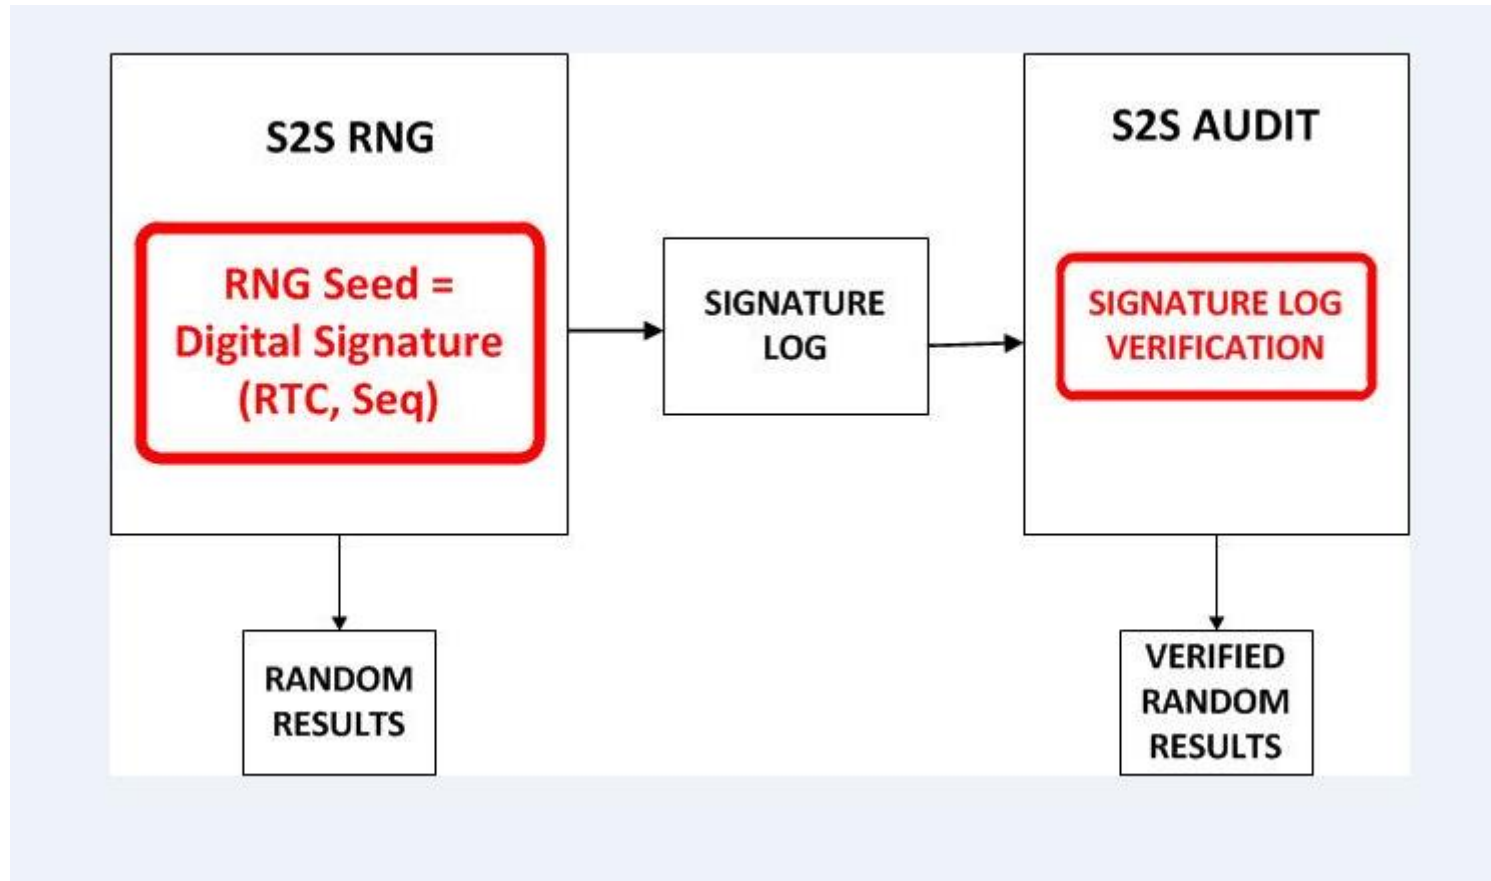 S2S RNG
RNG Seed =
Digital Signature
(RTC, Seq)
SIGNATURE
LOG
S2S AUDIT
SIGNATURE LOG
VERIFICATION
RANDOM
RESULTS
VERIFIED
RANDOM
RESULTS